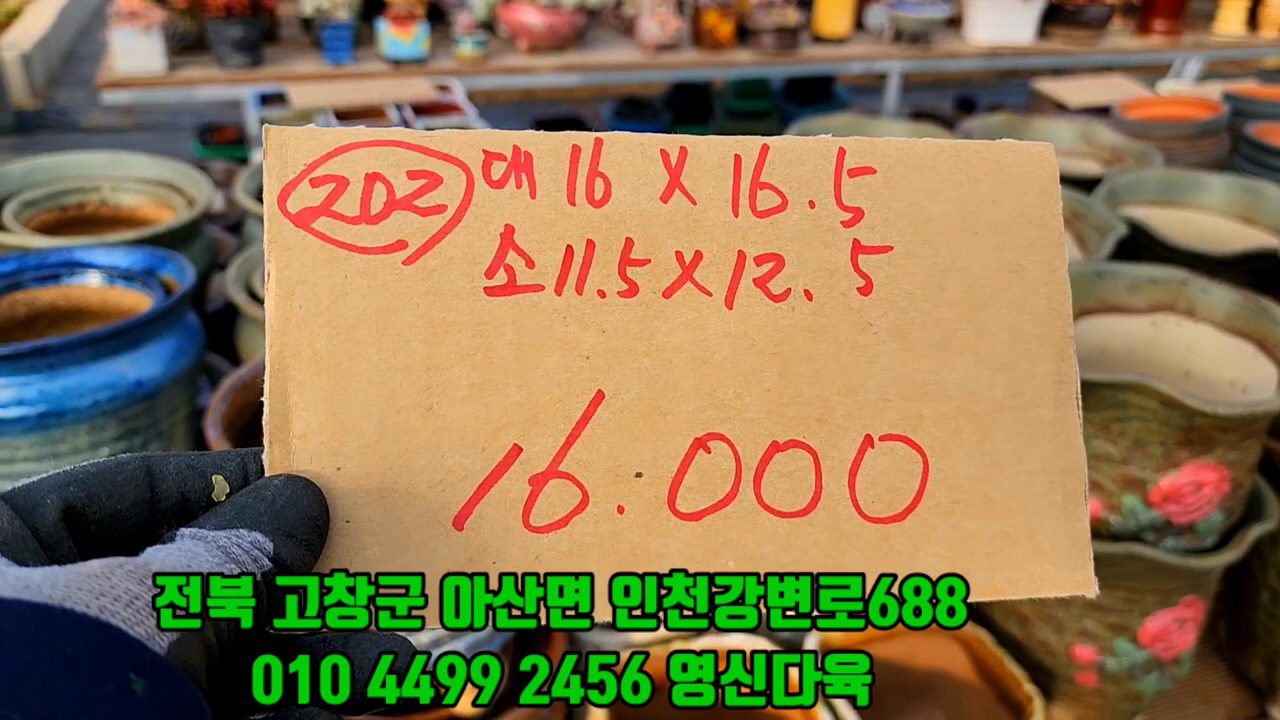 202 대 16 X 16.5
소 11.5 X 12.5
16.000
전북 고창군 아산면 인천강변로688
010 4499 2456 명신다육